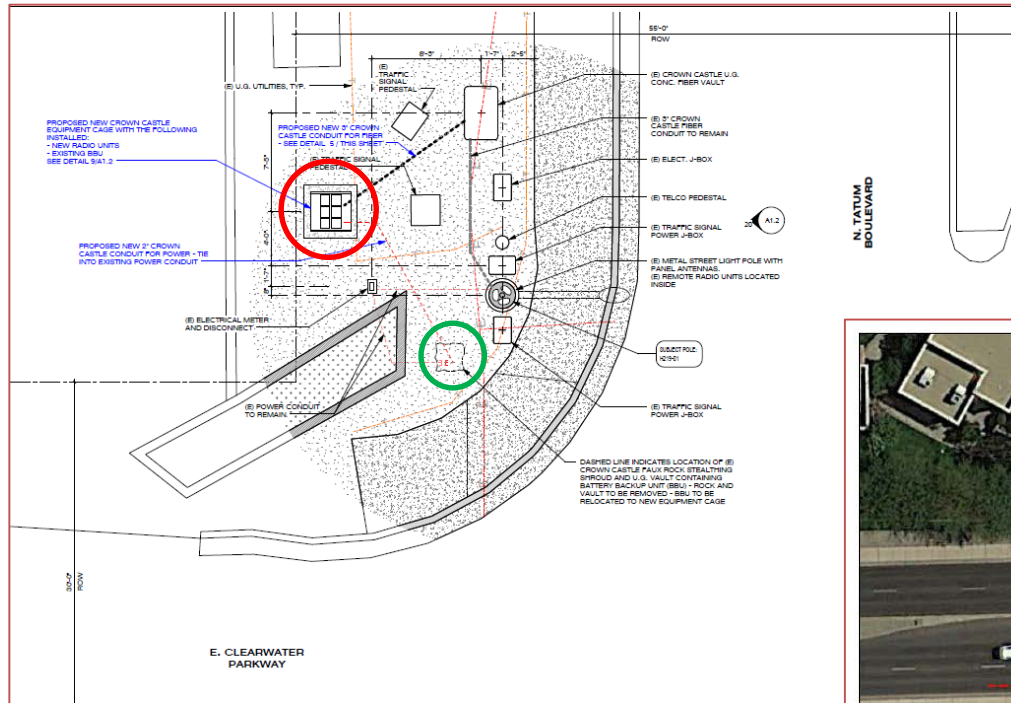 55'-0"
ROW
8'-3"
1'-7"
2'-5"
(E)
TRAFFIC
SIGNAL
PEDESTAL
(E) U.G. UTILITIES, TYP.
(E) CROWN CASTLE U.G.
CONC. FIBER VAULT
PROPOSED NEW CROWN CASTLE
EQUIPMENT CAGE WITH THE FOLLOWING
INSTALLED:
- NEW RADIO UNITS
- EXISTING BBU
SEE DETAIL 9/A1.2
PROPOSED NEW 3" CROWN
CASTLE CONDUIT FOR FIBER
- SEE DETAIL 5 / THIS SHEET
(E) 3" CROWN
CASTLE FIBER
CONDUIT TO REMAIN
(E) TRAFFIC SIGNAL
PEDESTAL
(E) ELECT. J-BOX
(E) TELCO PEDESTAL
N. TATUM
BOULEVARD
A1.2
(E) TRAFFIC SIGNAL
POWER J-BOX
PROPOSED NEW 2" CROWN
CASTLE CONDUIT FOR POWER - TIE
INTO EXISTING POWER CONDUIT
(E) METAL STREET LIGHT POLE WITH
PANEL ANTENNAS.
(E) REMOTE RADIO UNITS LOCATED
INSIDE
(E) ELECTRICAL METER
AND DISCONNECT
SUBJECT POLE:
H219-01
(E) POWER CONDUIT
TO REMAIN
(E) TRAFFIC SIGNAL
POWER J-BOX
DASHED LINE INDICATES LOCATION OF (E)
CROWN CASTLE FAUX ROCK STEALTHING
SHROUD AND U.G. VAULT CONTAINING
BATTERY BACKUP UNIT (BBU) - ROCK AND
VAULT TO BE REMOVED - BBU TO BE
RELOCATED TO NEW EQUIPMENT CAGE
30'-0"
ROW
E. CLEARWATER
PARKWAY